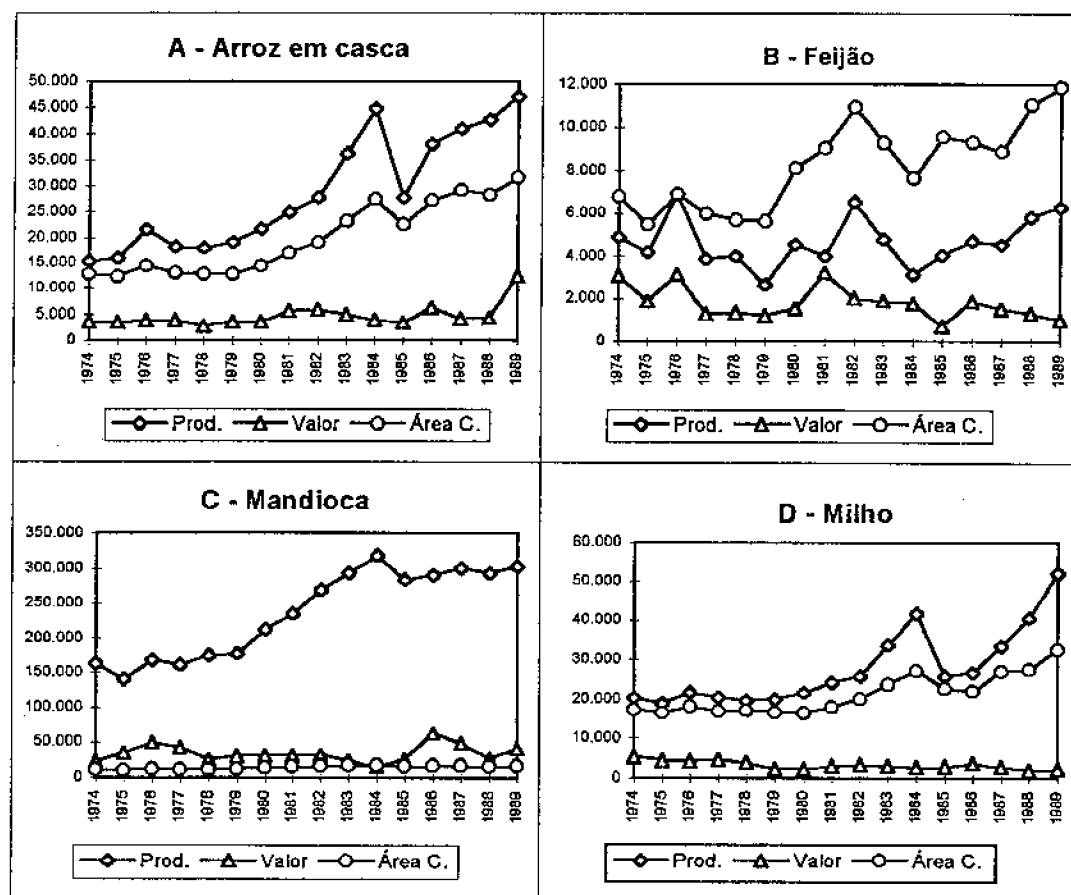 A - Arroz em casca
50.000
45.000
40.000
35.000
30.000
25.000
20.000
15.000
10.000
5.000
0
1974 1975 1976 1977 1978 1979 1980 1981 1982 1983 1984 1985 1986 1987 1988 1989
Prod. Valor Área C.
B - Feijão
12.000
10.000
8.000
6.000
4.000
2.000
0
1974 1975 1976 1977 1978 1979 1980 1981 1982 1983 1984 1985 1986 1987 1988 1989
Prod. Valor Área C.
C - Mandioca
350.000
300.000
250.000
200.000
150.000
100.000
50.000
0
1974 1975 1976 1977 1978 1979 1980 1981 1982 1983 1984 1985 1986 1987 1988 1989
Prod. Valor Área C.
D - Milho
60.000
50.000
40.000
30.000
20.000
10.000
0
1974 1975 1976 1977 1978 1979 1980 1981 1982 1983 1984 1985 1986 1987 1988 1989
Prod. Valor Área C.